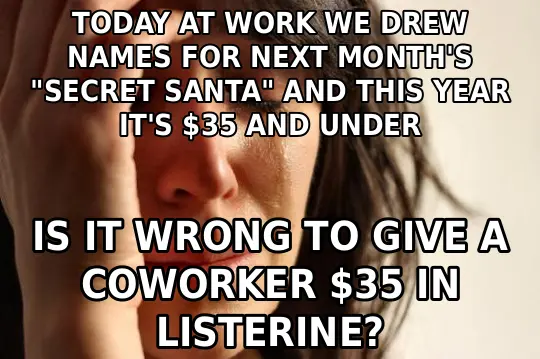 TODAY AT WORK WE DREW
NAMES FOR NEXT MONTH'S
"SECRET SANTA" AND THIS YEAR
IT'S $35 AND UNDER
IS IT WRONG TO GIVE A
COWORKER $35 IN
LISTERINE?